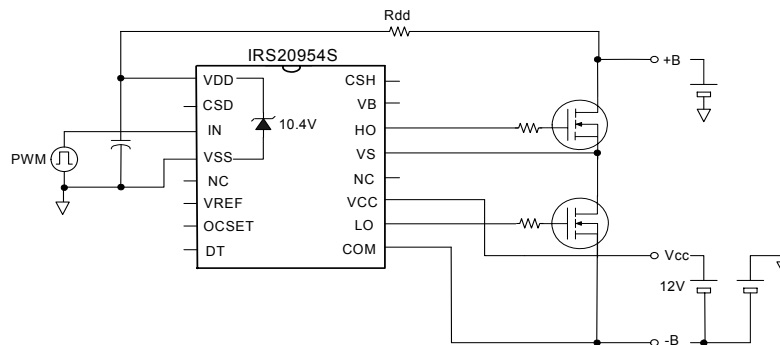 Rdd
IRS20954S
VDD
CSD
IN
VSS
NC
VREF
OCSET
DT
10.4V
CSH
VB
HO
VS
NC
VCC
LO
COM
PWM
+B
Vcc
12V
-B